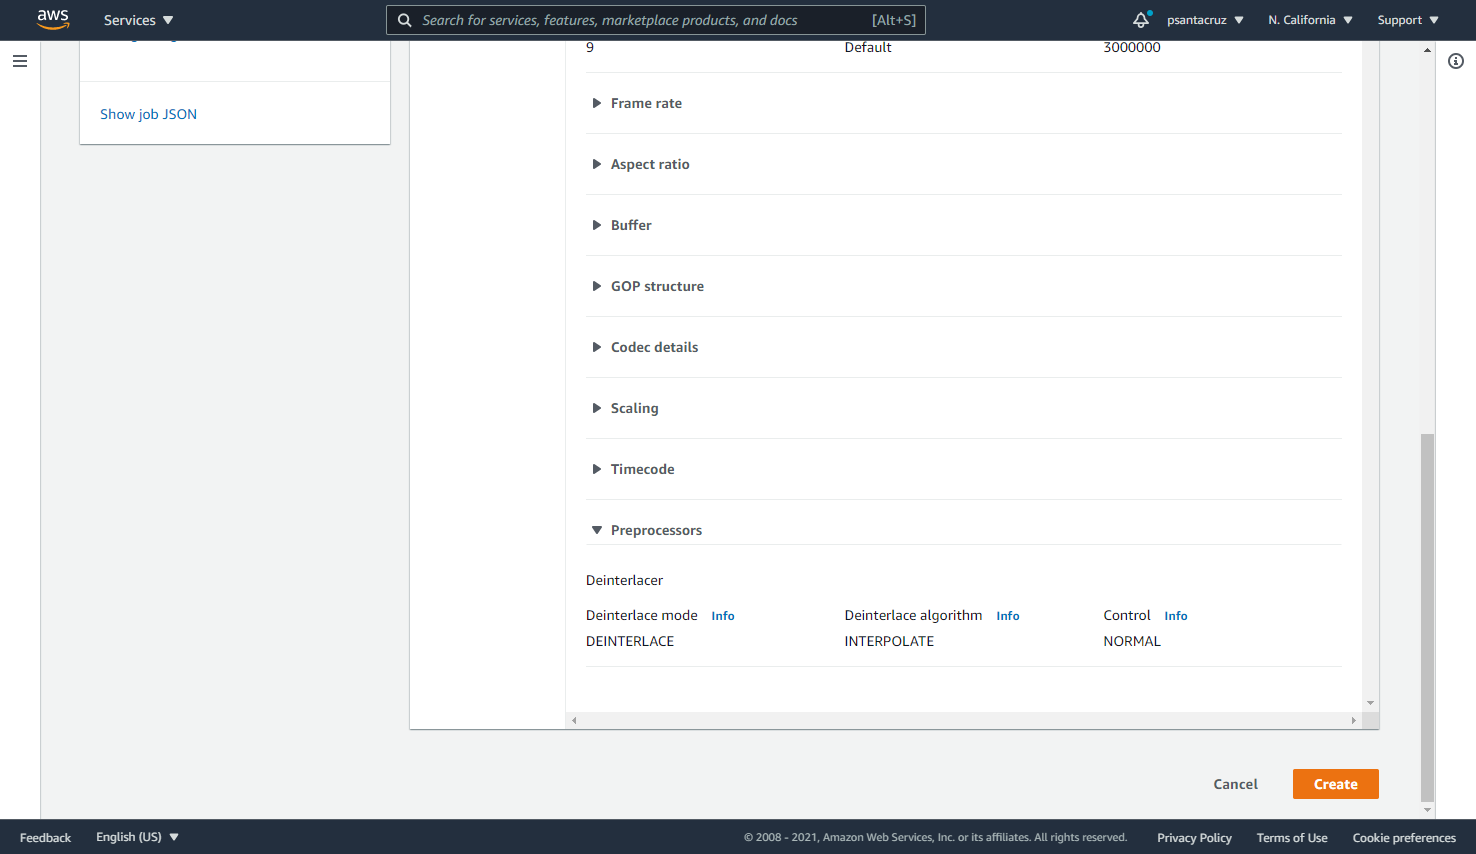 aws Services Search for services, features, marketplace products, and docs [Alt+S] psantacruz N. California Support
9 Default 3000000
Show job JSON
Frame rate
Aspect ratio
Buffer
GOP structure
Codec details
Scaling
Timecode
Preprocessors
Deinterlacer
Deinterlace mode Info Deinterlace algorithm Info Control Info
DEINTERLACE INTERPOLATE NORMAL
Cancel Create
Feedback English (US) © 2008 - 2021, Amazon Web Services, Inc. or its affiliates. All rights reserved. Privacy Policy Terms of Use Cookie preferences